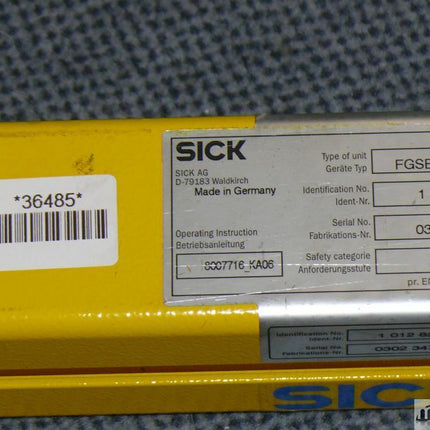 *36485*
SICK
SICK AG
D-79183 Waldkirch
Made in Germany
Operating Instruction
Betriebsanleitung
8007716_KA06
Type of unit
Geräte Typ
FGSE
Identification No.
Ident-Nr.
1
Serial No.
Fabrikations-Nr.
03
Safety categorie
Anforderungsstufe
pr. E
Identification No.
Ident-Nr.
1 012 8
Serial No.
Fabrikations-Nr.
0302 34
SICK